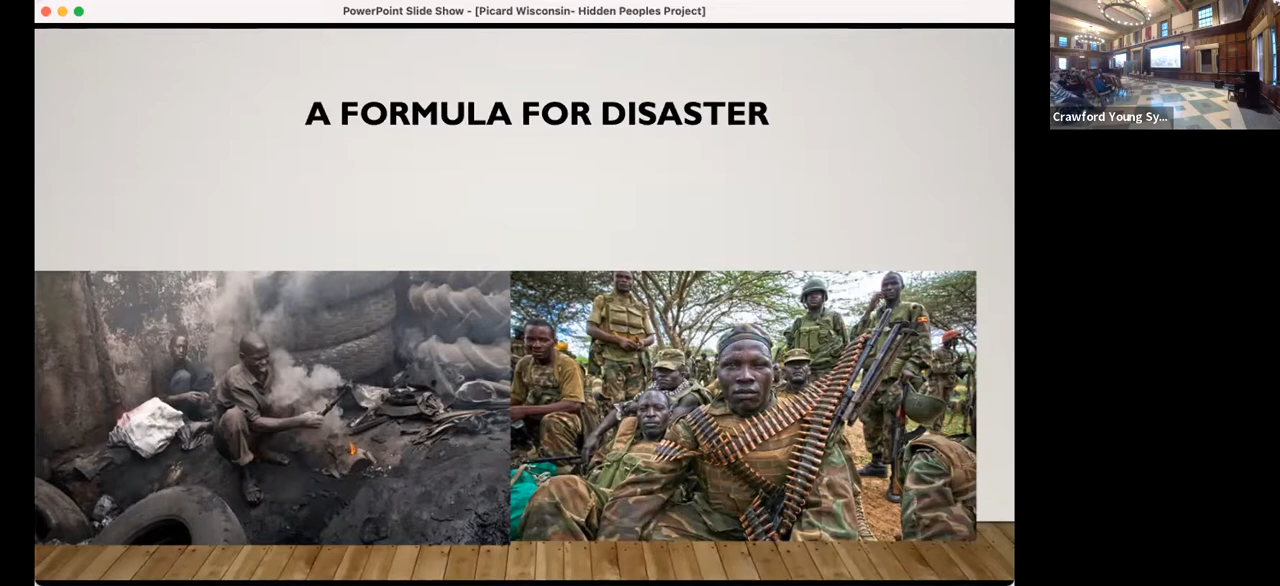 PowerPoint Slide Show - [Picard Wisconsin- Hidden Peoples Project]
A FORMULA FOR DISASTER
Crawford Young Sy...